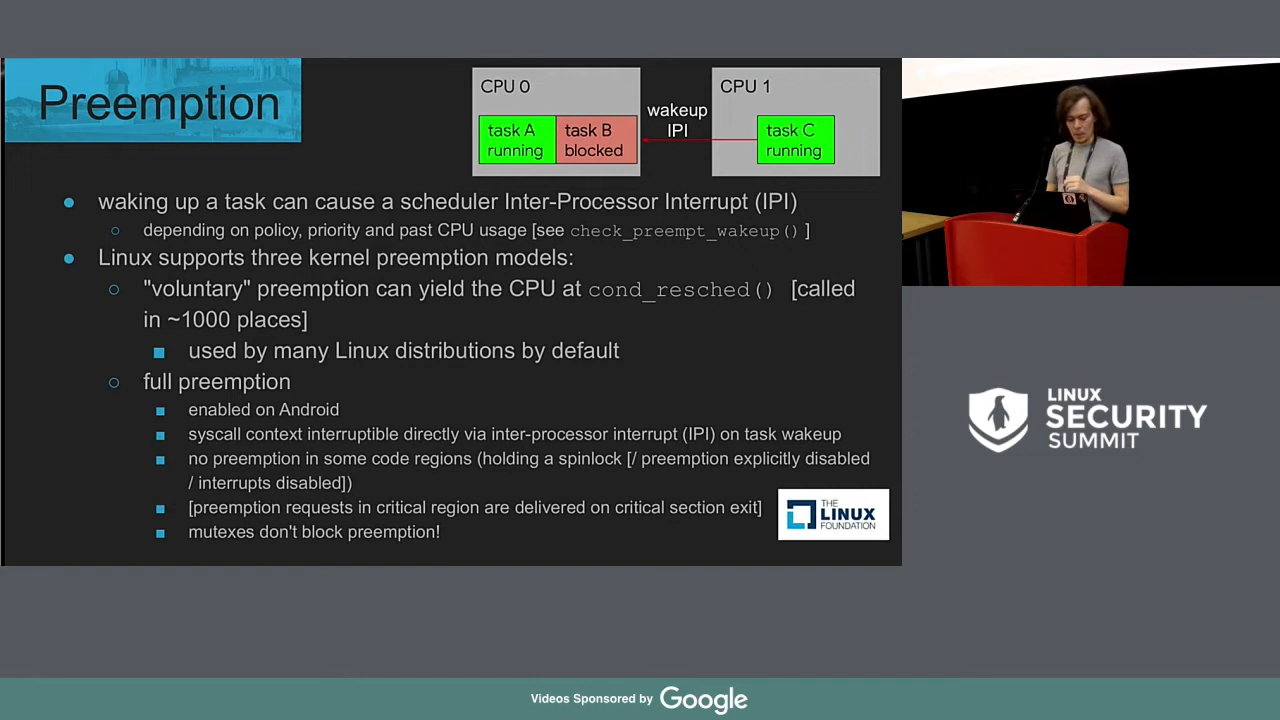 Preemption
CPU 0
CPU 1
task A
running
task B
blocked
wakeup
IPI
task C
running
● waking up a task can cause a scheduler Inter-Processor Interrupt (IPI)
○ depending on policy, priority and past CPU usage [see check_preempt_wakeup() ]
● Linux supports three kernel preemption models:
○ "voluntary" preemption can yield the CPU at cond_resched() [called
in ~1000 places]
■ used by many Linux distributions by default
○ full preemption
■ enabled on Android
■ syscall context interruptible directly via inter-processor interrupt (IPI) on task wakeup
■ no preemption in some code regions (holding a spinlock [/ preemption explicitly disabled
/ interrupts disabled])
■ [preemption requests in critical region are delivered on critical section exit]
■ mutexes don't block preemption!
THE
LINUX
FOUNDATION
LINUX
SECURITY
SUMMIT
Videos Sponsored by Google